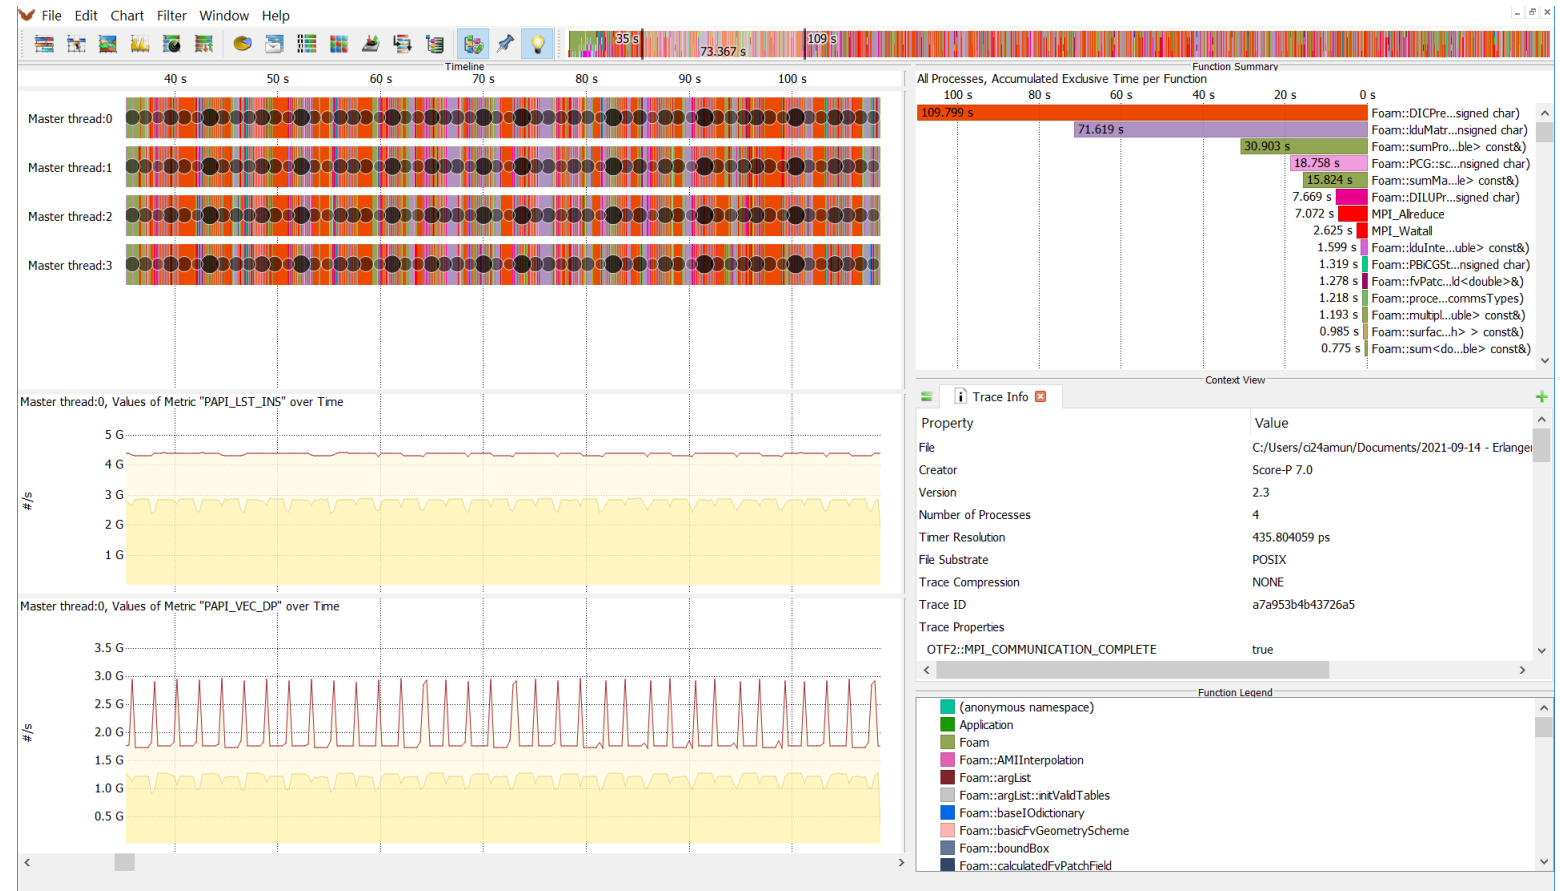 File Edit Chart Filter Window Help
35 s 73.367 s 109 s
Timeline
40 s 50 s 60 s 70 s 80 s 90 s 100 s
Master thread:0
Master thread:1
Master thread:2
Master thread:3
Master thread:0, Values of Metric "PAPI_LST_INS" over Time
5 G
4 G
3 G
2 G
1 G
#/s
Master thread:0, Values of Metric "PAPI_VEC_DP" over Time
3.5 G
3.0 G
2.5 G
2.0 G
1.5 G
1.0 G
0.5 G
#/s
Function Summary
All Processes, Accumulated Exclusive Time per Function
100 s 80 s 60 s 40 s 20 s 0 s
109.799 s Foam::DICPre...signed char)
71.619 s Foam::lduMatr...nsigned char)
30.903 s Foam::sumPro...ble> const&)
18.758 s Foam::PCG::sc...nsigned char)
15.824 s Foam::sumMa...le> const&)
7.669 s Foam::DILUPr...signed char)
7.072 s MPI_Allreduce
2.625 s MPI_Waitall
1.599 s Foam::lduInte...uble> const&)
1.319 s Foam::PBiCGSt...nsigned char)
1.278 s Foam::fvPatc...ld<double>&)
1.218 s Foam::proce...commsTypes)
1.193 s Foam::multipl...uble> const&)
0.985 s Foam::surfac...h> > const&)
0.775 s Foam::sum<do...ble> const&)
Context View
Trace Info
Property Value
File C:/Users/ci24amun/Documents/2021-09-14 - Erlanger
Creator Score-P 7.0
Version 2.3
Number of Processes 4
Timer Resolution 435.804059 ps
File Substrate POSIX
Trace Compression NONE
Trace ID a7a953b4b43726a5
Trace Properties
OTF2::MPI_COMMUNICATION_COMPLETE true
Function Legend
(anonymous namespace)
Application
Foam
Foam::AMIInterpolation
Foam::argList
Foam::argList::initValidTables
Foam::baseIOdictionary
Foam::basicFvGeometryScheme
Foam::boundBox
Foam::calculatedFvPatchField